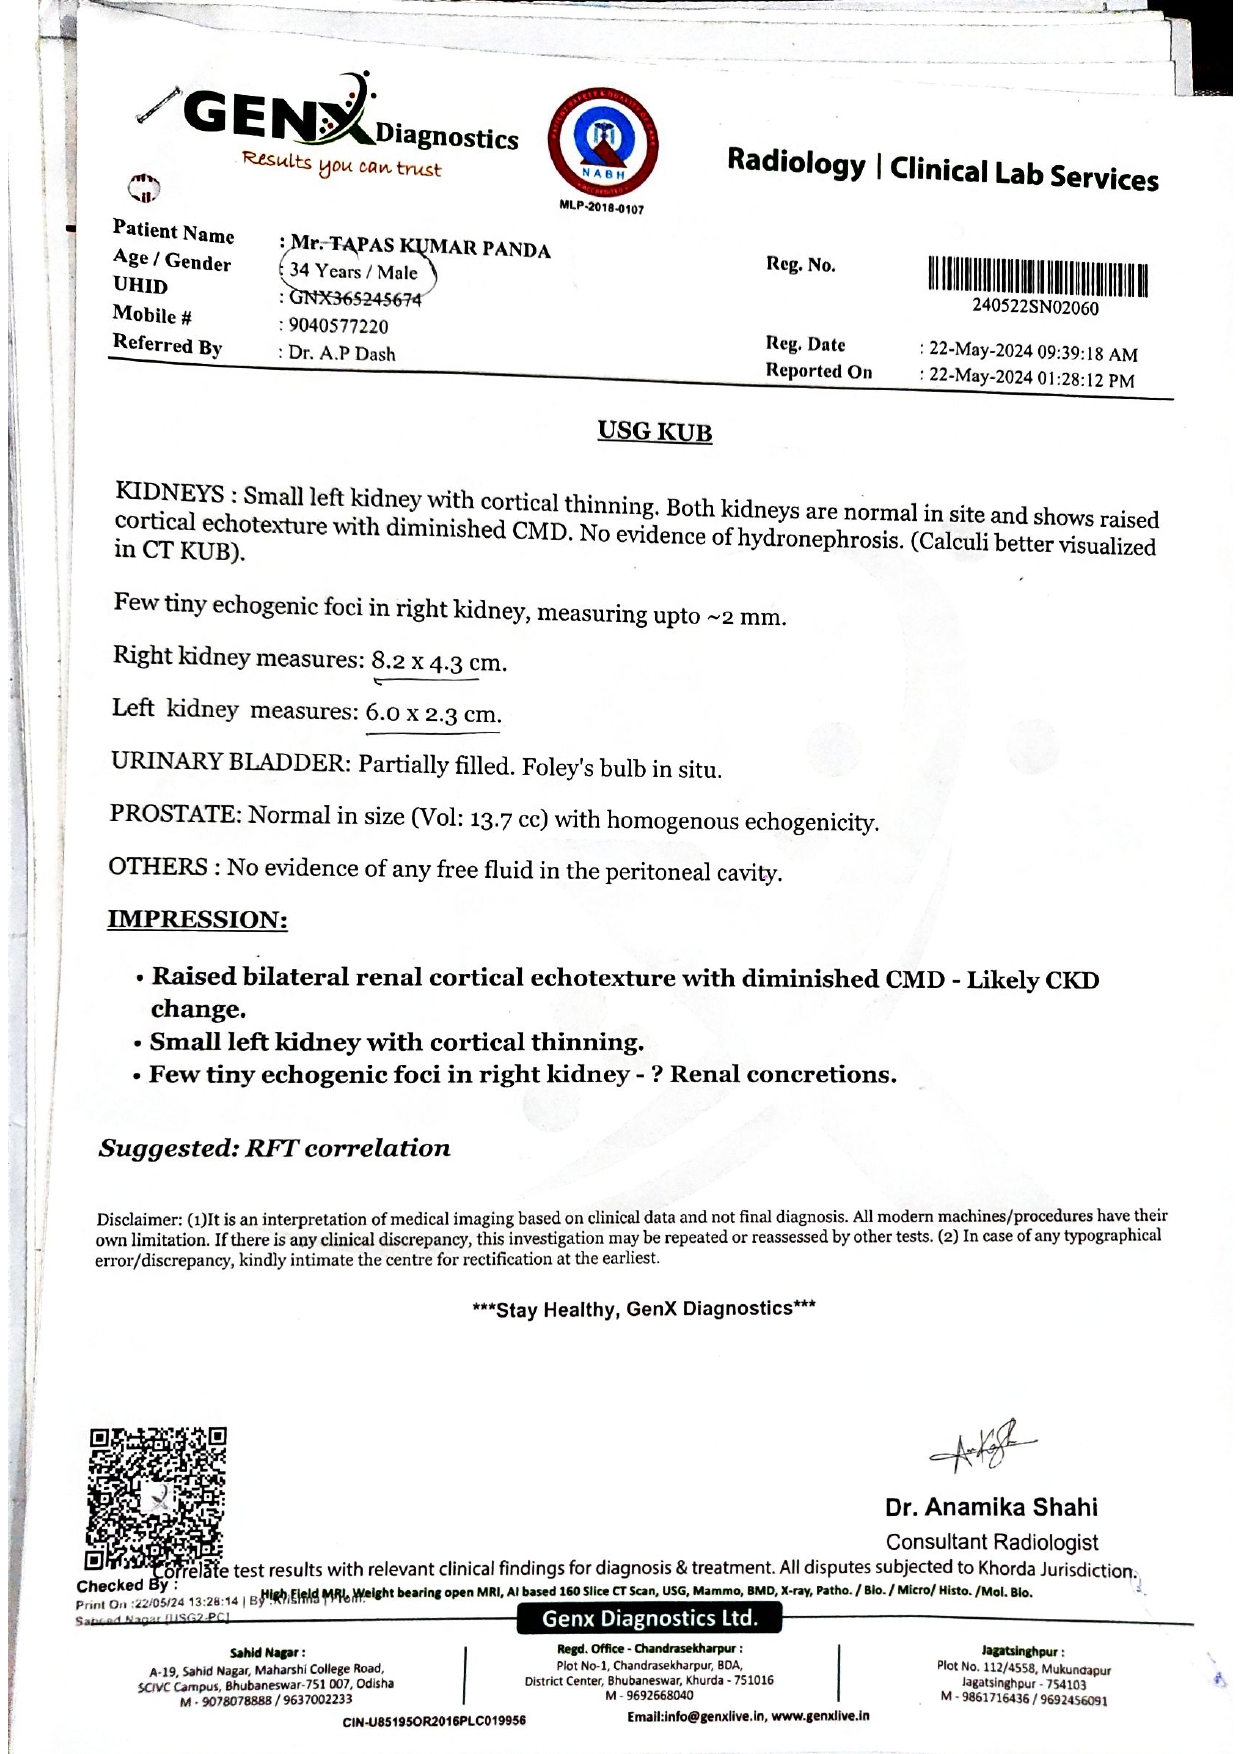 GENX Diagnostics
Results you can trust
NABH
MLP-2018-0107
Radiology | Clinical Lab Services
Patient Name : Mr. TAPAS KUMAR PANDA
Age / Gender : 34 Years / Male
UHID : GNX365245674
Mobile # : 9040577220
Referred By : Dr. A.P Dash
Reg. No.
240522SN02060
Reg. Date : 22-May-2024 09:39:18 AM
Reported On : 22-May-2024 01:28:12 PM
USG KUB
KIDNEYS : Small left kidney with cortical thinning. Both kidneys are normal in site and shows raised
cortical echotexture with diminished CMD. No evidence of hydronephrosis. (Calculi better visualized
in CT KUB).
Few tiny echogenic foci in right kidney, measuring upto ~2 mm.
Right kidney measures: 8.2 x 4.3 cm.
Left kidney measures: 6.0 x 2.3 cm.
URINARY BLADDER: Partially filled. Foley's bulb in situ.
PROSTATE: Normal in size (Vol: 13.7 cc) with homogenous echogenicity.
OTHERS : No evidence of any free fluid in the peritoneal cavity.
IMPRESSION:
• Raised bilateral renal cortical echotexture with diminished CMD - Likely CKD
change.
• Small left kidney with cortical thinning.
• Few tiny echogenic foci in right kidney - ? Renal concretions.
Suggested: RFT correlation
Disclaimer: (1)It is an interpretation of medical imaging based on clinical data and not final diagnosis. All modern machines/procedures have their
own limitation. If there is any clinical discrepancy, this investigation may be repeated or reassessed by other tests. (2) In case of any typographical
error/discrepancy, kindly intimate the centre for rectification at the earliest.
***Stay Healthy, GenX Diagnostics***
Dr. Anamika Shahi
Consultant Radiologist
Correlate test results with relevant clinical findings for diagnosis & treatment. All disputes subjected to Khorda Jurisdiction.
Checked By :
High Field MRI, Weight bearing open MRI, AI based 160 Slice CT Scan, USG, Mammo, BMD, X-ray, Patho. / Bio. / Micro/ Histo. /Mol. Bio.
Print On :22/05/24 13:28:14 | By
Nagar [USG2-PC]
Genx Diagnostics Ltd.
Sahid Nagar :
A-19, Sahid Nagar, Maharshi College Road,
SCIVC Campus, Bhubaneswar-751 007, Odisha
M - 9078078888 / 9637002233
Regd. Office - Chandrasekharpur :
Plot No-1, Chandrasekharpur, BDA,
District Center, Bhubaneswar, Khurda - 751016
M - 9692668040
Jagatsinghpur :
Plot No. 112/4558, Mukundapur
Jagatsinghpur - 754103
M - 9861716436 / 9692456091
CIN-U85195OR2016PLC019956
Email:info@genxlive.in, www.genxlive.in